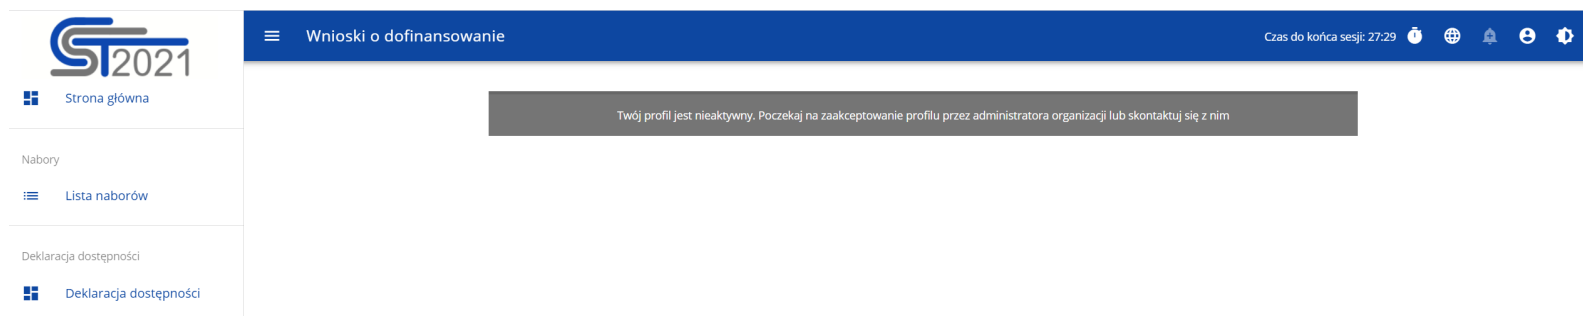 CST2021
Wnioski o dofinansowanie
Czas do końca sesji: 27:29
Strona główna
Twój profil jest nieaktywny. Poczekaj na zaakceptowanie profilu przez administratora organizacji lub skontaktuj się z nim
Nabory
Lista naborów
Deklaracja dostępności
Deklaracja dostępności